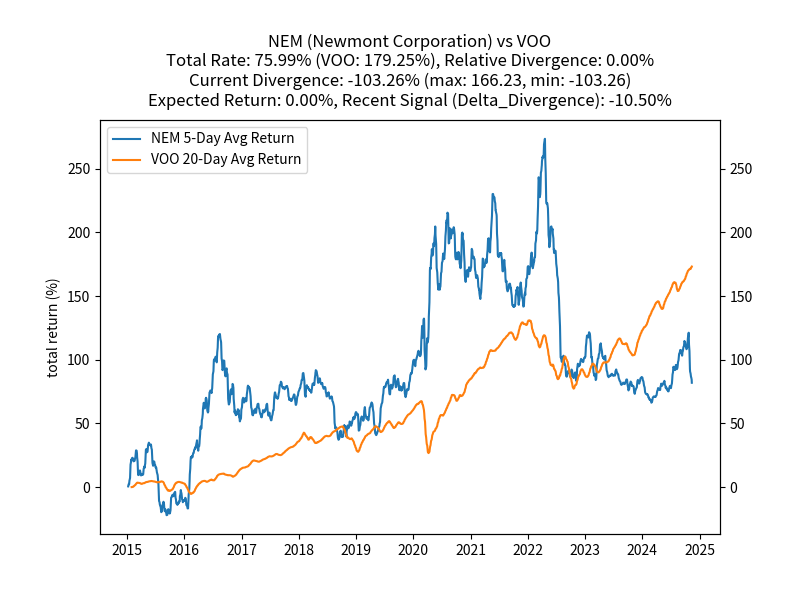 NEM (Newmont Corporation) vs VOO
Total Rate: 75.99% (VOO: 179.25%), Relative Divergence: 0.00%
Current Divergence: -103.26% (max: 166.23, min: -103.26)
Expected Return: 0.00%, Recent Signal (Delta_Divergence): -10.50%
NEM 5-Day Avg Return
VOO 20-Day Avg Return
total return (%)
250 250
200 200
150 150
100 100
50 50
0 0
2015 2016 2017 2018 2019 2020 2021 2022 2023 2024 2025